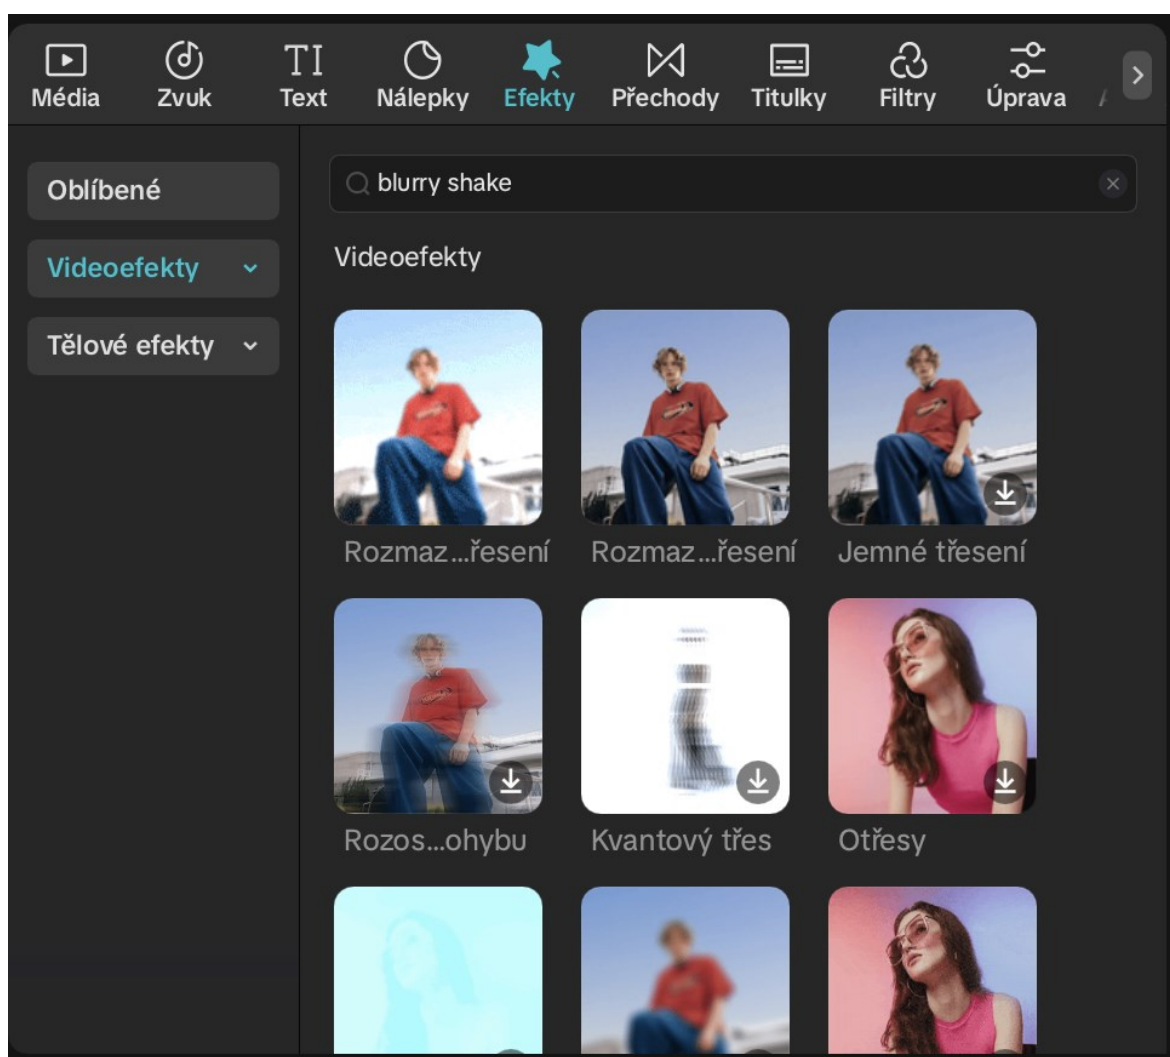 Média
Zvuk
TI
Text
Nálepky
Efekty
Přechody
Titulky
Filtry
Úprava
Oblíbené
Videoefekty
Tělové efekty
blurry shake
Videoefekty
Rozmaz...řesení
Rozmaz...řesení
Jemné třesení
Rozos...ohybu
Kvantový třes
Otřesy